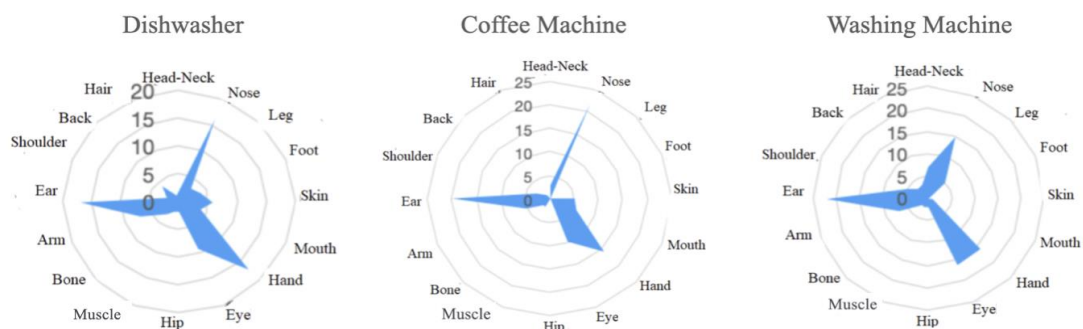 Dishwasher
Head-Neck
Nose
Leg
Foot
Skin
Mouth
Hand
Eye
Hip
Muscle
Bone
Arm
Ear
Shoulder
Back
Hair
20
15
10
5
0
Coffee Machine
Head-Neck
Nose
Leg
Foot
Skin
Mouth
Hand
Eye
Hip
Muscle
Bone
Arm
Ear
Shoulder
Back
Hair
25
20
15
10
5
0
Washing Machine
Head-Neck
Nose
Leg
Foot
Skin
Mouth
Hand
Eye
Hip
Muscle
Bone
Arm
Ear
Shoulder
Back
Hair
25
20
15
10
5
0